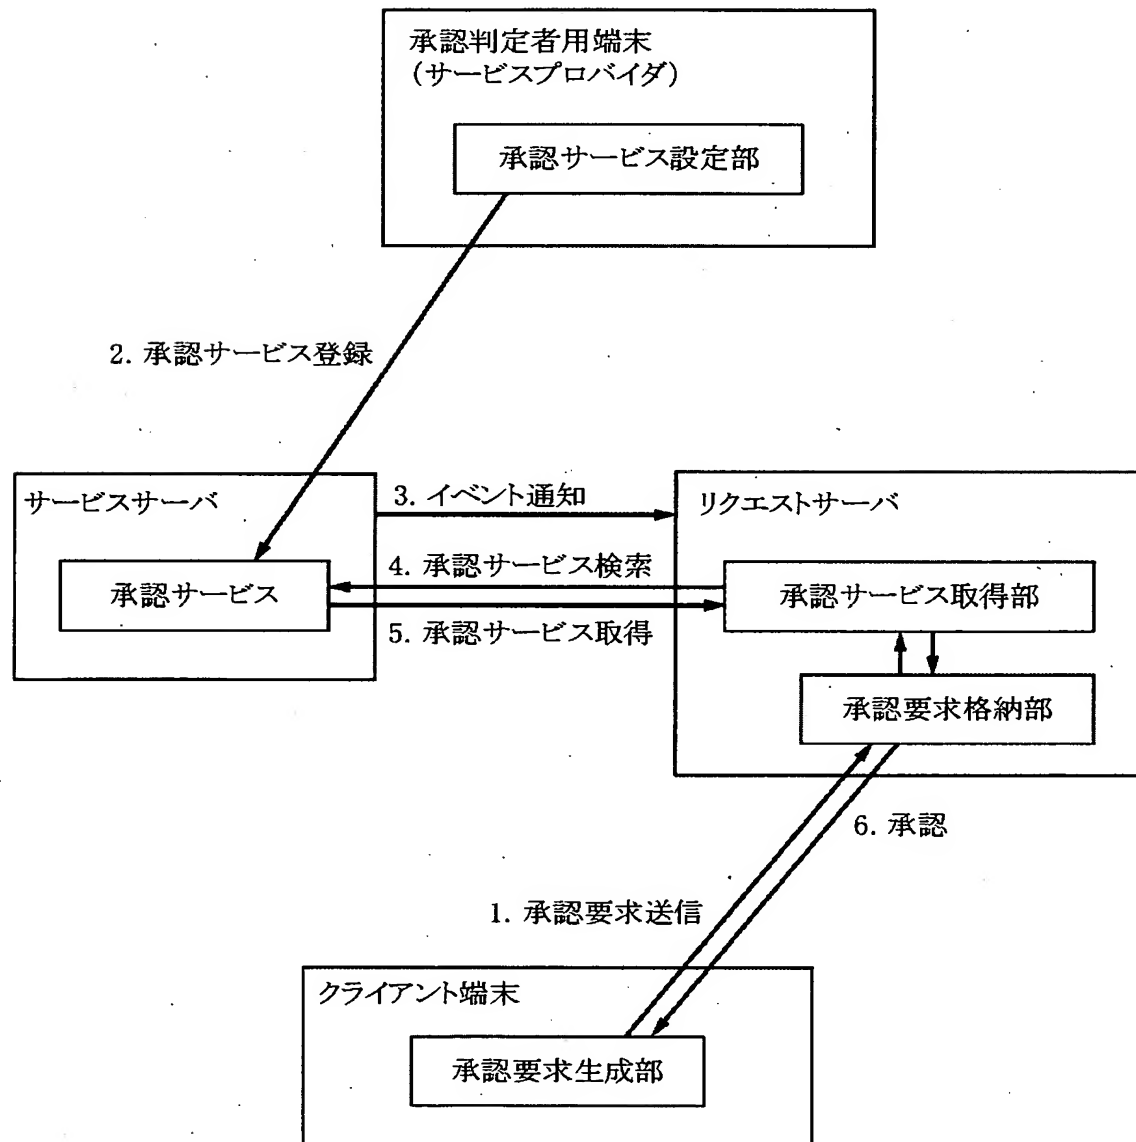 承認判定者用端末
(サービスプロバイダ)
承認サービス設定部
2. 承認サービス登録
サービスサーバ
3. イベント通知
リクエストサーバ
承認サービス
4. 承認サービス検索
5. 承認サービス取得
承認サービス取得部
承認要求格納部
6. 承認
1. 承認要求送信
クライアント端末
承認要求生成部